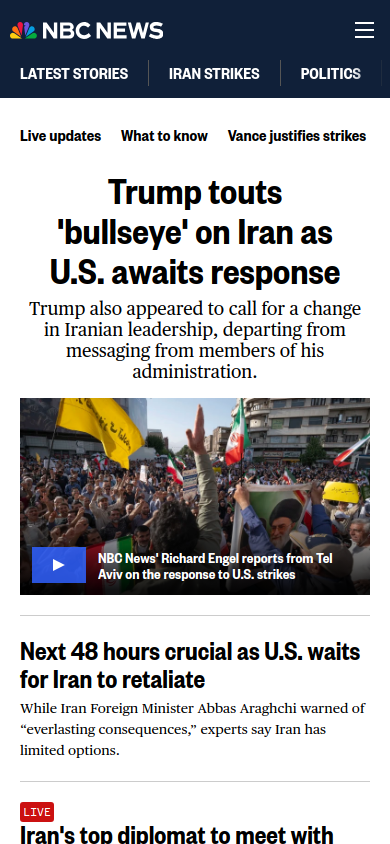 NBC NEWS
LATEST STORIES
IRAN STRIKES
POLITICS
Live updates
What to know
Vance justifies strikes
Trump touts
'bullseye' on Iran as
U.S. awaits response
Trump also appeared to call for a change
in Iranian leadership, departing from
messaging from members of his
administration.
NBC News' Richard Engel reports from Tel
Aviv on the response to U.S. strikes
Next 48 hours crucial as U.S. waits
for Iran to retaliate
While Iran Foreign Minister Abbas Araghchi warned of
“everlasting consequences,” experts say Iran has
limited options.
LIVE
Iran's top diplomat to meet with